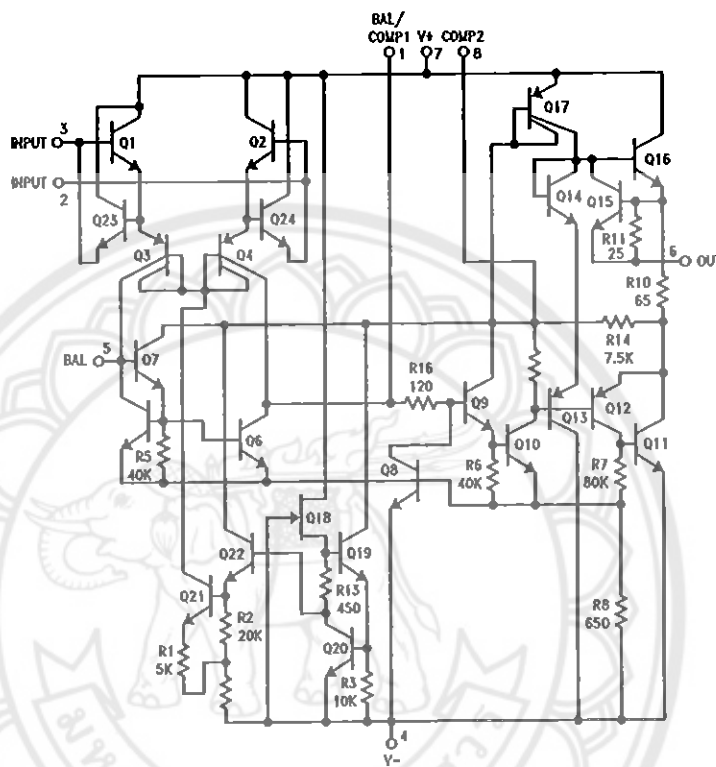 BAL/
COMP1 V+ COMP2
1 7 8
Q17
3
INPUT Q1 Q2 Q16
INPUT
2
Q23 Q24 Q14 Q15
Q3 Q4 R11
25
6
OUT
R10
65
5
BAL Q7 R16
120
R14
7.5K
Q9 Q13 Q12
R5
40K
Q6 Q8 R6
40K
Q10 R7
80K
Q11
Q18
Q22 Q19
Q21 R13
450
R2
20K
R8
650
R1
5K
Q20 R3
10K
4
V-